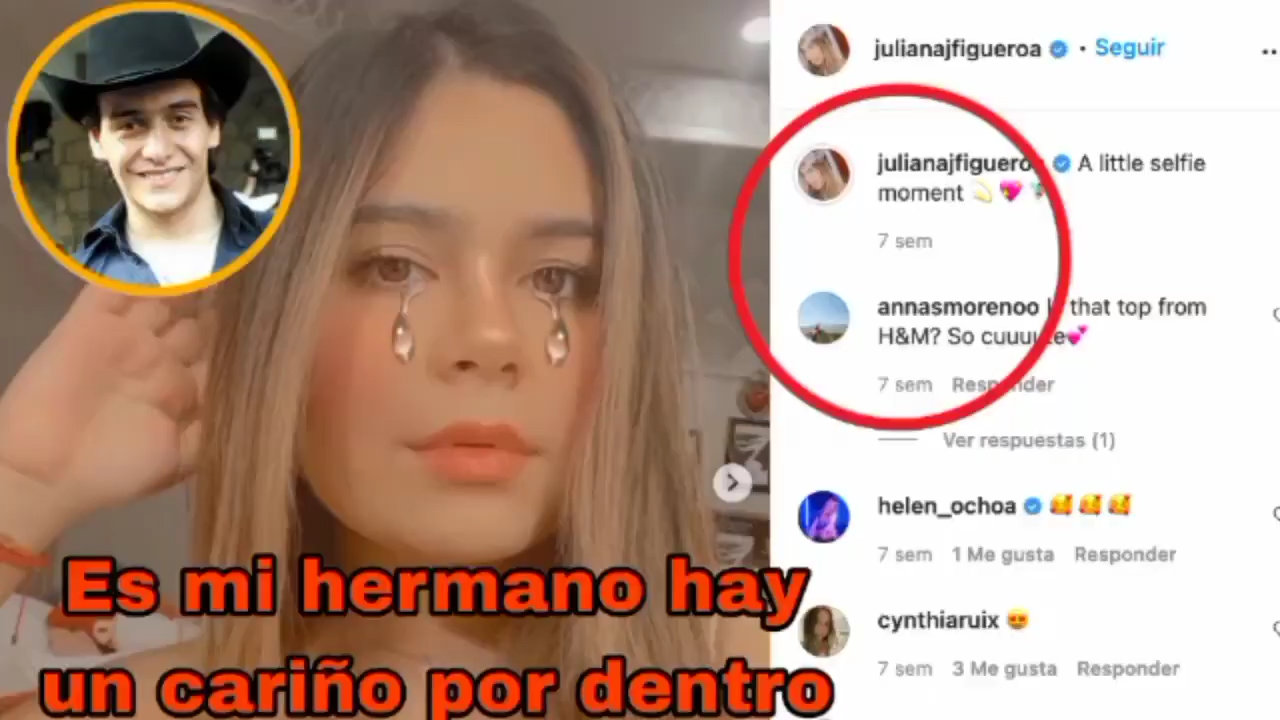 julianajfigueroa • Seguir
julianajfigueroa A little selfie
moment
7 sem
annasmorenoo Is that top from
H&M? So cuuuute
7 sem Responder
Ver respuestas (1)
helen_ochoa
7 sem 1 Me gusta Responder
cynthiaruix
7 sem 3 Me gusta Responder
Es mi hermano hay
un cariño por dentro